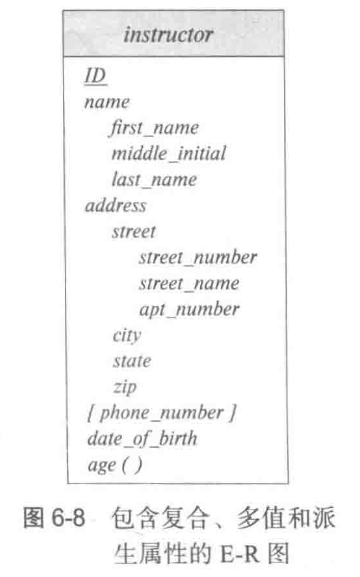 instructor
ID
name
first_name
middle_initial
last_name
address
street
street_number
street_name
apt_number
city
state
zip
{ phone_number }
date_of_birth
age ( )
图 6-8 包含复合、多值和派
生属性的 E-R 图